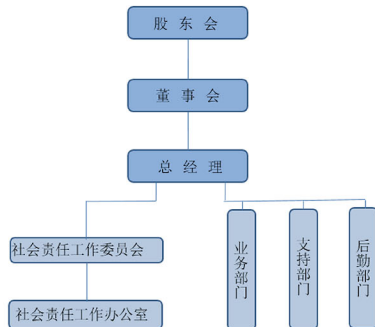 股东会
董事会
总经理
社会责任工作委员会
社会责任工作办公室
业务部门
支持部门
后勤部门